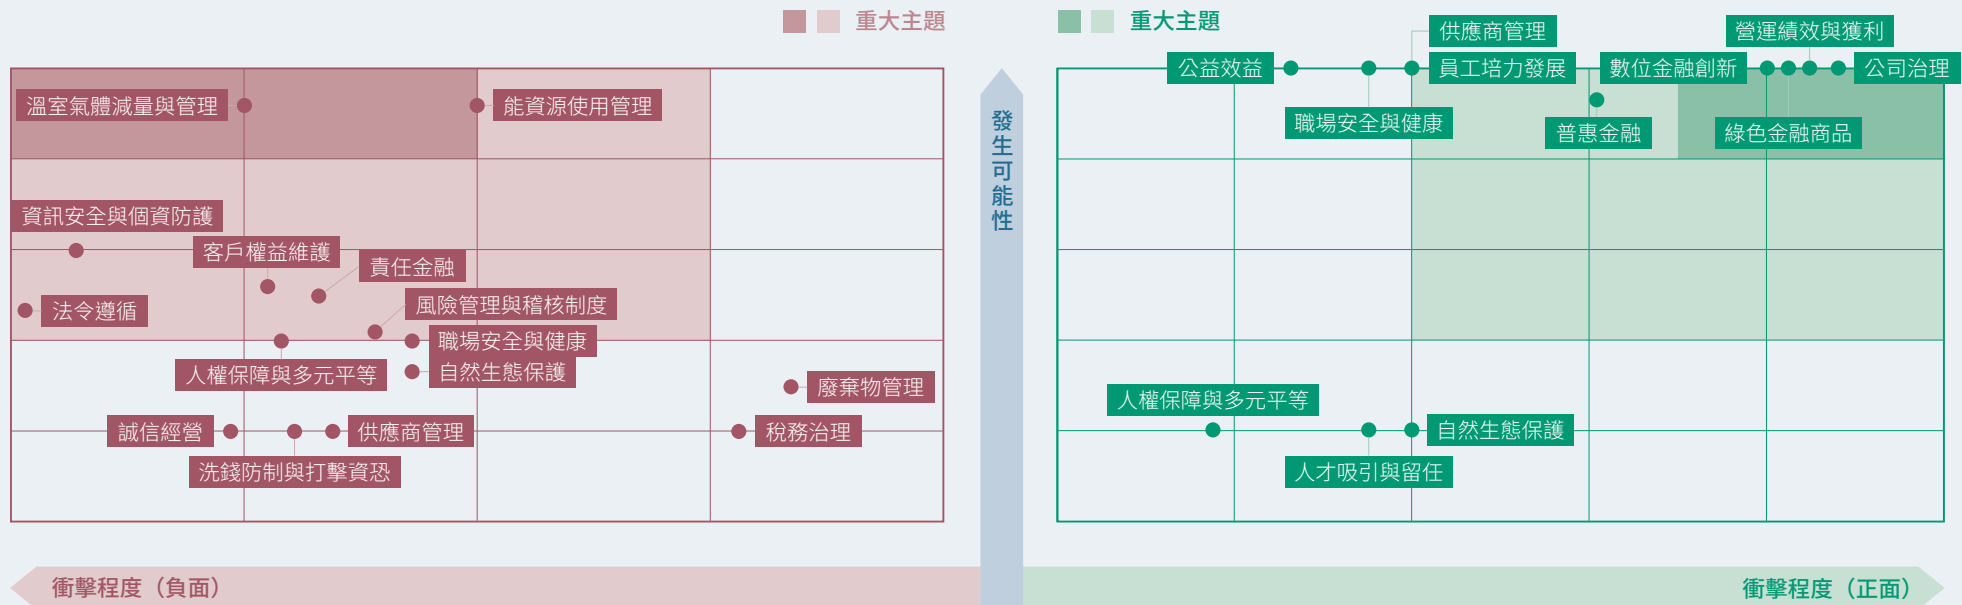 重大主題
溫室氣體減量與管理
能資源使用管理
資訊安全與個資防護
客戶權益維護
責任金融
風險管理與稽核制度
法令遵循
職場安全與健康
人權保障與多元平等
自然生態保護
廢棄物管理
誠信經營
供應商管理
稅務治理
洗錢防制與打擊資恐
衝擊程度（負面）
發生可能性
重大主題
供應商管理
營運績效與獲利
公益效益
員工培力發展
數位金融創新
公司治理
職場安全與健康
普惠金融
綠色金融商品
人權保障與多元平等
自然生態保護
人才吸引與留任
衝擊程度（正面）